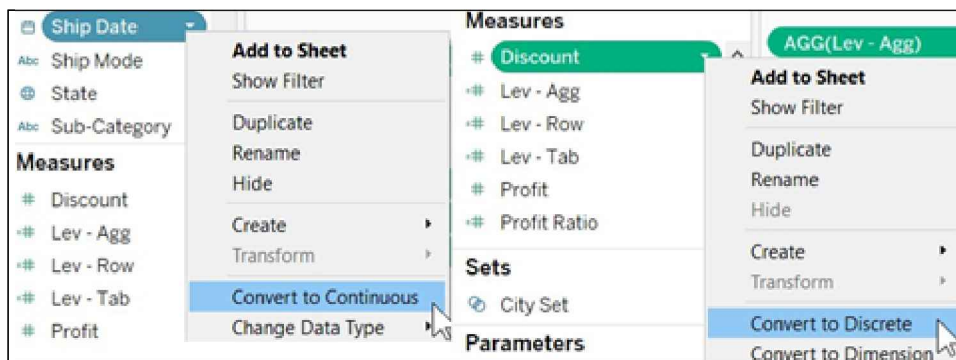 Ship Date
Abc Ship Mode
State
Abc Sub-Category
Measures
# Discount
=# Lev - Agg
=# Lev - Row
=# Lev - Tab
# Profit
Add to Sheet
Show Filter
Duplicate
Rename
Hide
Create
Transform
Convert to Continuous
Change Data Type
Measures
# Discount
=# Lev - Agg
=# Lev - Row
=# Lev - Tab
# Profit
=# Profit Ratio
Sets
City Set
Parameters
AGG(Lev - Agg)
Add to Sheet
Show Filter
Duplicate
Rename
Hide
Create
Transform
Convert to Discrete
Convert to Dimension